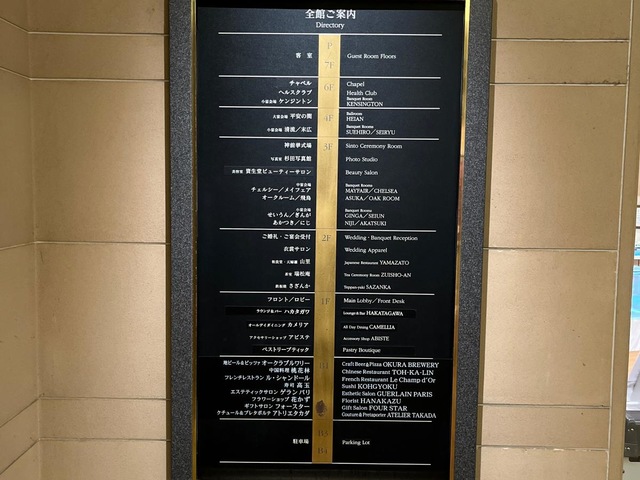 全館ご案内
Directory
客室 P 7F Guest Room Floors
チャペル 6F Chapel
ヘルスクラブ Health Club
小宴会場 ケンジントン Banquet Room KENSINGTON
大宴会場 平安の間 4F Ballroom HEIAN
小宴会場 清流／末広 Banquet Rooms SUEHIRO／SEIRYU
神前挙式場 3F Sinto Ceremony Room
写真室 杉田写真館 Photo Studio
美容室 資生堂ビューティーサロン Beauty Salon
中宴会場 Banquet Rooms
チェルシー／メイフェア MAYFAIR／CHELSEA
オークルーム／飛鳥 ASUKA／OAK ROOM
小宴会場 Banquet Rooms
せいうん／ぎんが GINGA／SEIUN
あかつき／にじ NIJI／AKATSUKI
ご婚礼・ご宴会受付 2F Wedding・Banquet Reception
衣裳サロン Wedding Apparel
山里 Japanese Restaurant YAMAZATO
茶室 瑞松庵 Tea Ceremony Room ZUISHO-AN
鉄板焼 さざんか Teppan-yaki SAZANKA
フロント／ロビー 1F Main Lobby／Front Desk
ラウンジ&バー ハカタガワ Lounge&Bar HAKATAGAWA
オールデイダイニング カメリア All Day Dining CAMELLIA
アクセサリーショップ アビステ Accessory Shop ABISTE
ペストリーブティック Pastry Boutique
地ビール&ピッツァ オークラブルワリー B1 Craft Beer&Pizza OKURA BREWERY
中国料理 桃花林 Chinese Restaurant TOH-KA-LIN
フレンチレストラン ル・シャンドール French Restaurant Le Champ d'Or
寿司 高玉 Sushi KOHGYOKU
エステティックサロン ゲラン パリ Esthetic Salon GUERLAIN PARIS
フラワーショップ 花かず Florist HANAKAZU
ギフトサロン フォースター Gift Salon FOUR STAR
クチュール&プレタポルテ アトリエタカダ Couture & Pretaporter ATELIER TAKADA
駐車場 B3 B4 Parking Lot